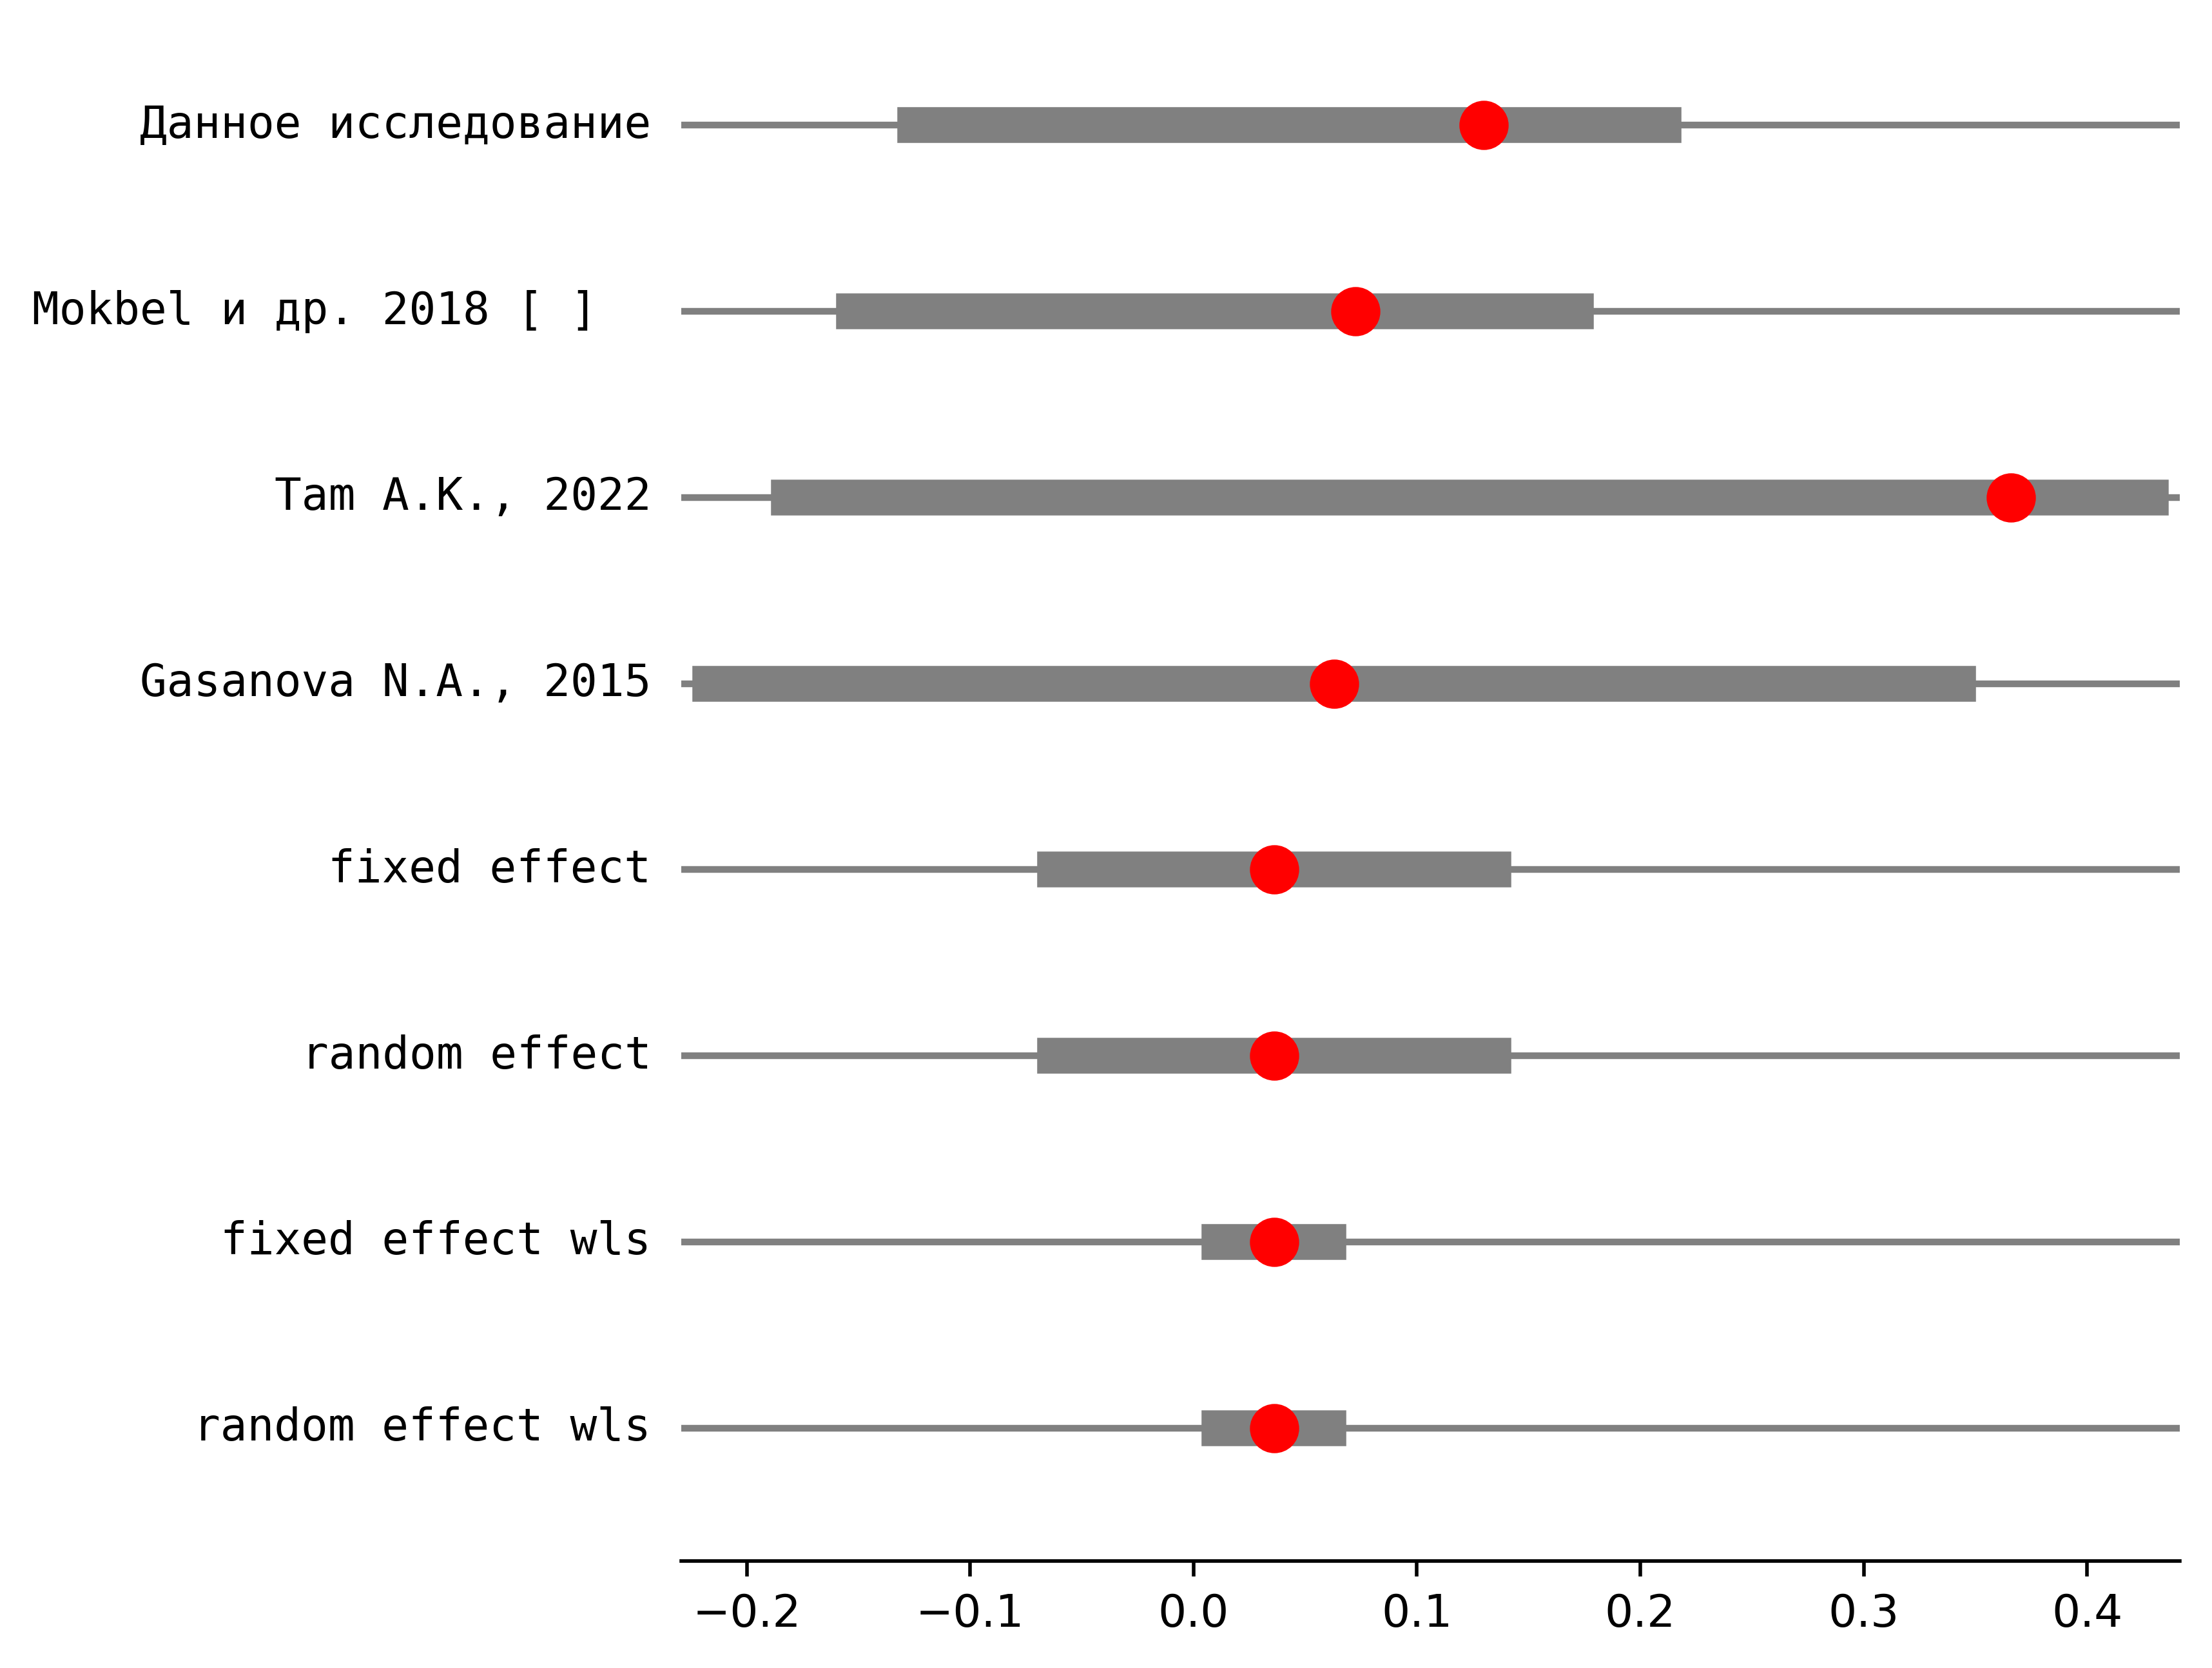 Данное исследование
Mokbel и др. 2018 [ ]
Tam A.K., 2022
Gasanova N.A., 2015
fixed effect
random effect
fixed effect wls
random effect wls
−0.2 −0.1 0.0 0.1 0.2 0.3 0.4